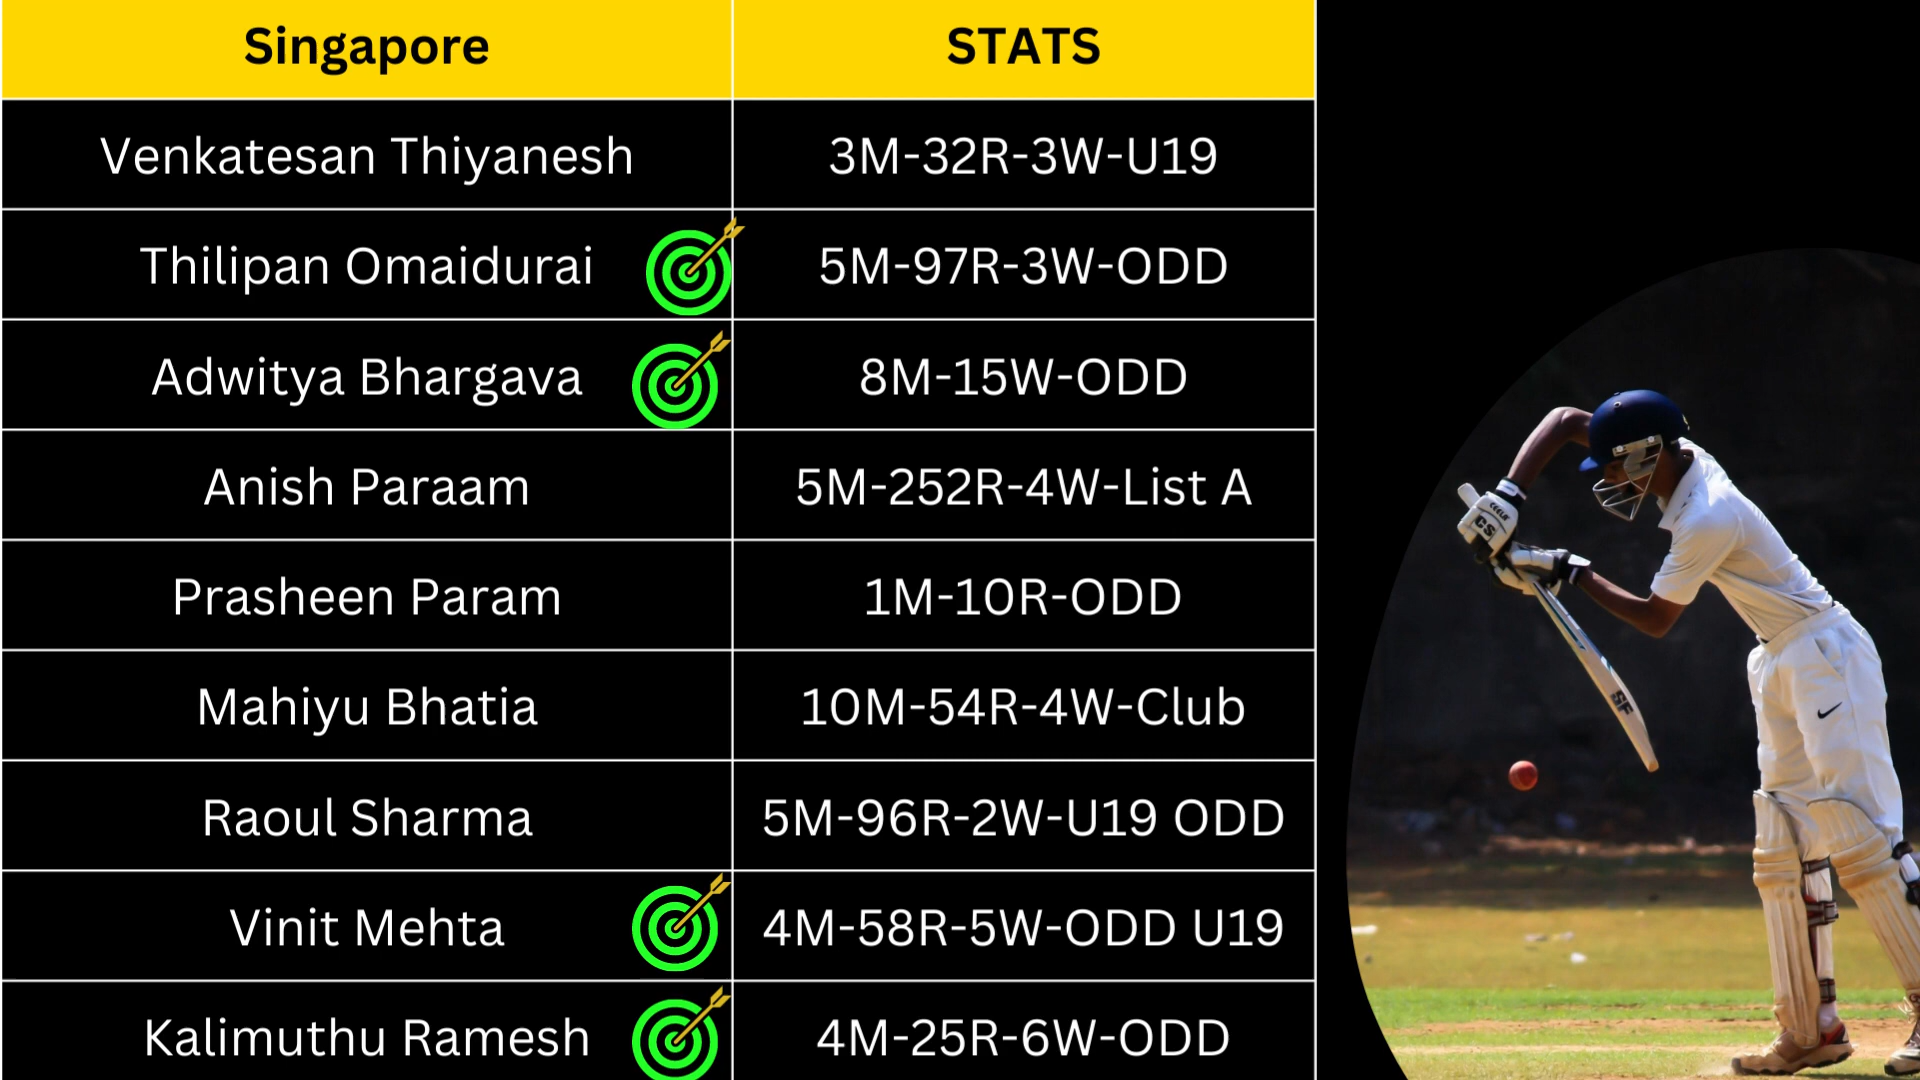 Singapore STATS
Venkatesan Thiyanesh 3M-32R-3W-U19
Thilipan Omaidurai 5M-97R-3W-ODD
Adwitya Bhargava 8M-15W-ODD
Anish Paraam 5M-252R-4W-List A
Prasheen Param 1M-10R-ODD
Mahiyu Bhatia 10M-54R-4W-Club
Raoul Sharma 5M-96R-2W-U19 ODD
Vinit Mehta 4M-58R-5W-ODD U19
Kalimuthu Ramesh 4M-25R-6W-ODD
CS
SF